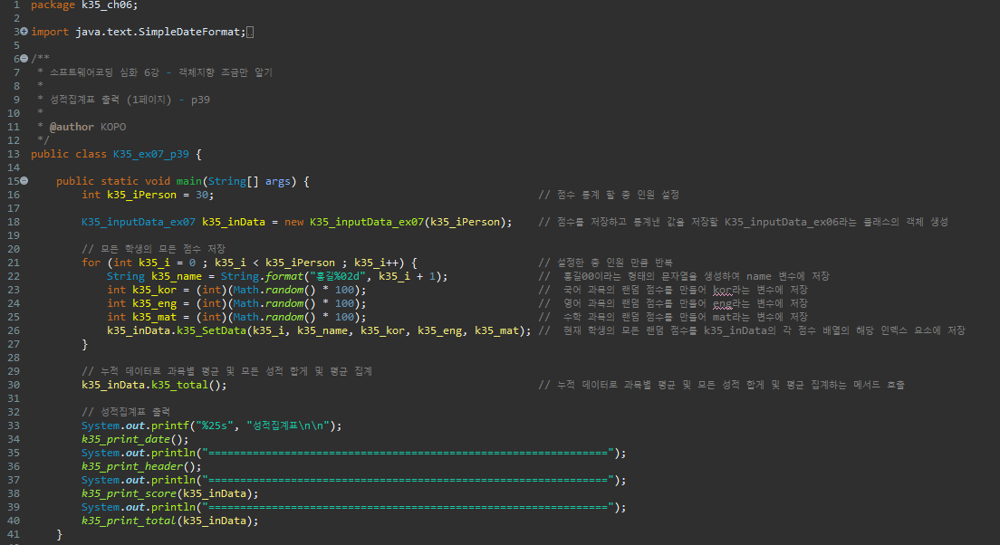 1 package k35_ch06;
2
3 import java.text.SimpleDateFormat;
5
6 /**
7 * 소프트웨어코딩 심화 6강 - 객체지향 조금만 알기
8 *
9 * 성적집계표 출력 (1페이지) - p39
10 *
11 * @author KOPO
12 */
13 public class K35_ex07_p39 {
14
15 public static void main(String[] args) {
16 int k35_iPerson = 30; // 점수 통계 할 총 인원 설정
17
18 K35_inputData_ex07 k35_inData = new K35_inputData_ex07(k35_iPerson); // 점수를 저장하고 통계낸 값을 저장할 K35_inputData_ex06라는 클래스의 객체 생성
19
20 // 모든 학생의 모든 점수 저장
21 for (int k35_i = 0 ; k35_i < k35_iPerson ; k35_i++) { // 설정한 총 인원 만큼 반복
22 String k35_name = String.format("홍길%02d", k35_i + 1); // 홍길00이라는 형태의 문자열을 생성하여 name 변수에 저장
23 int k35_kor = (int)(Math.random() * 100); // 국어 과목의 랜덤 점수를 만들어 kor라는 변수에 저장
24 int k35_eng = (int)(Math.random() * 100); // 영어 과목의 랜덤 점수를 만들어 eng라는 변수에 저장
25 int k35_mat = (int)(Math.random() * 100); // 수학 과목의 랜덤 점수를 만들어 mat라는 변수에 저장
26 k35_inData.k35_SetData(k35_i, k35_name, k35_kor, k35_eng, k35_mat); // 현재 학생의 모든 랜덤 점수를 k35_inData의 각 점수 배열의 해당 인덱스 요소에 저장
27 }
28
29 // 누적 데이터로 과목별 평균 및 모든 성적 합계 및 평균 집계
30 k35_inData.k35_total(); // 누적 데이터로 과목별 평균 및 모든 성적 합계 및 평균 집계하는 메서드 호출
31
32 // 성적집계표 출력
33 System.out.printf("%25s", "성적집계표\n\n");
34 k35_print_date();
35 System.out.println("===============================================================");
36 k35_print_header();
37 System.out.println("===============================================================");
38 k35_print_score(k35_inData);
39 System.out.println("===============================================================");
40 k35_print_total(k35_inData);
41 }